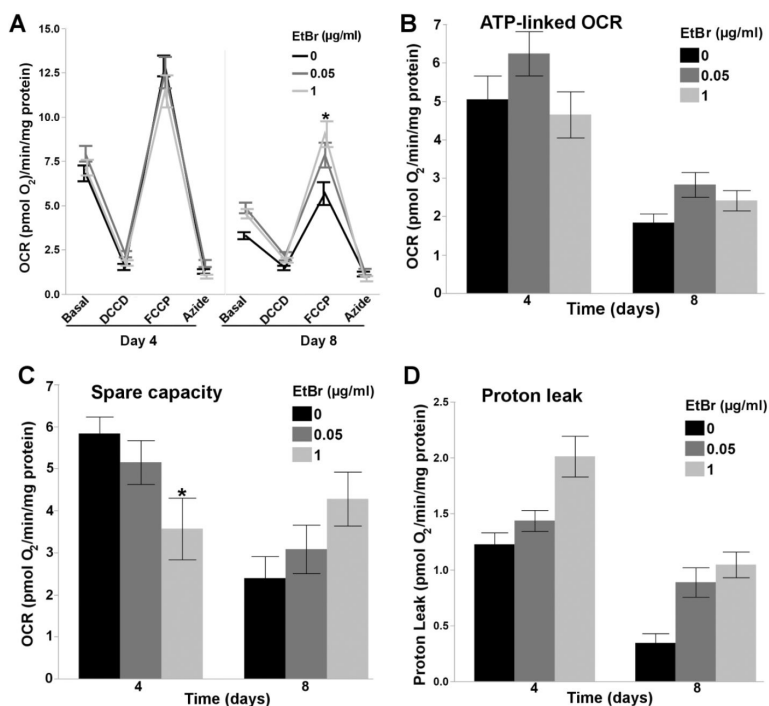 A
EtBr (µg/ml)
0
0.05
1
15.0
12.5
10.0
7.5
5.0
2.5
0.0
OCR (pmol O2)/min/mg protein)
*
Basal
DCCD
FCCP
Azide
Basal
DCCD
FCCP
Azide
Day 4
Day 8
B
ATP-linked OCR
EtBr (µg/ml)
0
0.05
1
7
6
5
4
3
2
1
0
OCR (pmol O2/min/mg protein)
4
8
Time (days)
C
Spare capacity
EtBr (µg/ml)
0
0.05
1
7
6
5
4
3
2
1
0
OCR (pmol O2/min/mg protein)
*
4
8
Time (days)
D
Proton leak
EtBr (µg/ml)
0
0.05
1
2.5
2.0
1.5
1.0
0.5
0.0
Proton Leak (pmol O2/min/mg protein)
4
8
Time (days)